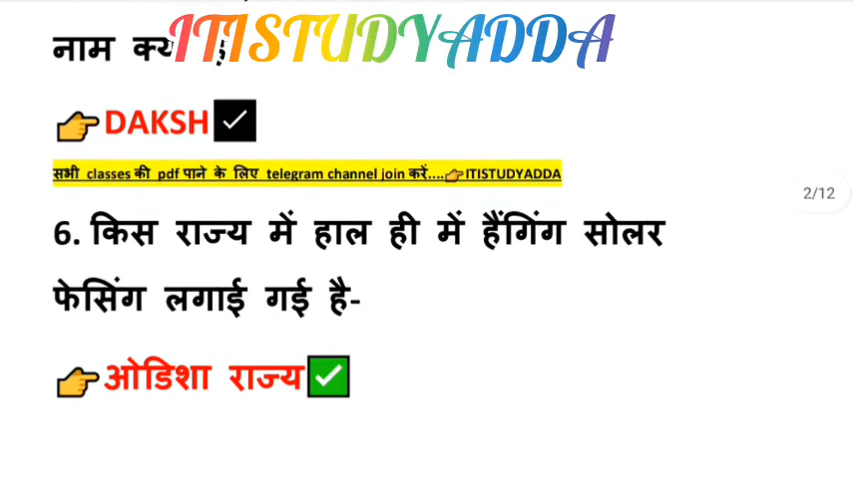 ITISTUDYADDA
नाम
DAKSH
सभी classes की pdf पाने के लिए telegram channel join करें....👉ITISTUDYADDA
2/12
6. किस राज्य में हाल ही में हैंगिंग सोलर
फेसिंग लगाई गई है-
ओडिशा राज्य